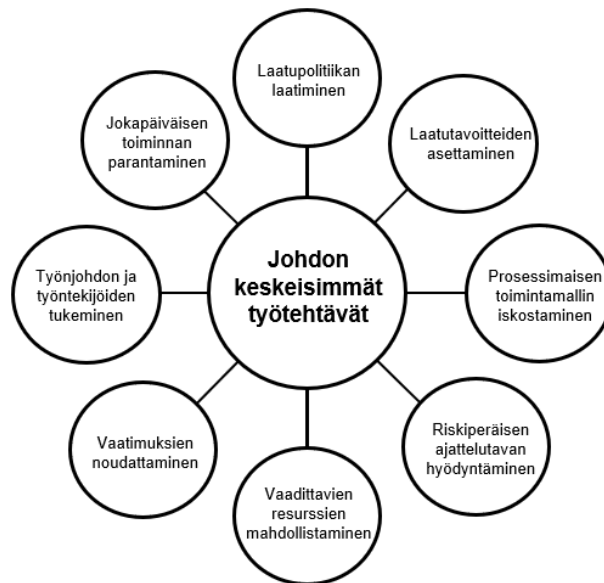 Laatupolitiikan
laatiminen
Laatutavoitteiden
asettaminen
Prosessimaisen
toimintamallin
iskostaminen
Riskiperäisen
ajattelutavan
hyödyntäminen
Vaadittavien
resurssien
mahdollistaminen
Vaatimuksien
noudattaminen
Työnjohdon ja
työntekijöiden
tukeminen
Jokapäiväisen
toiminnan
parantaminen
Johdon
keskeisimmät
työtehtävät